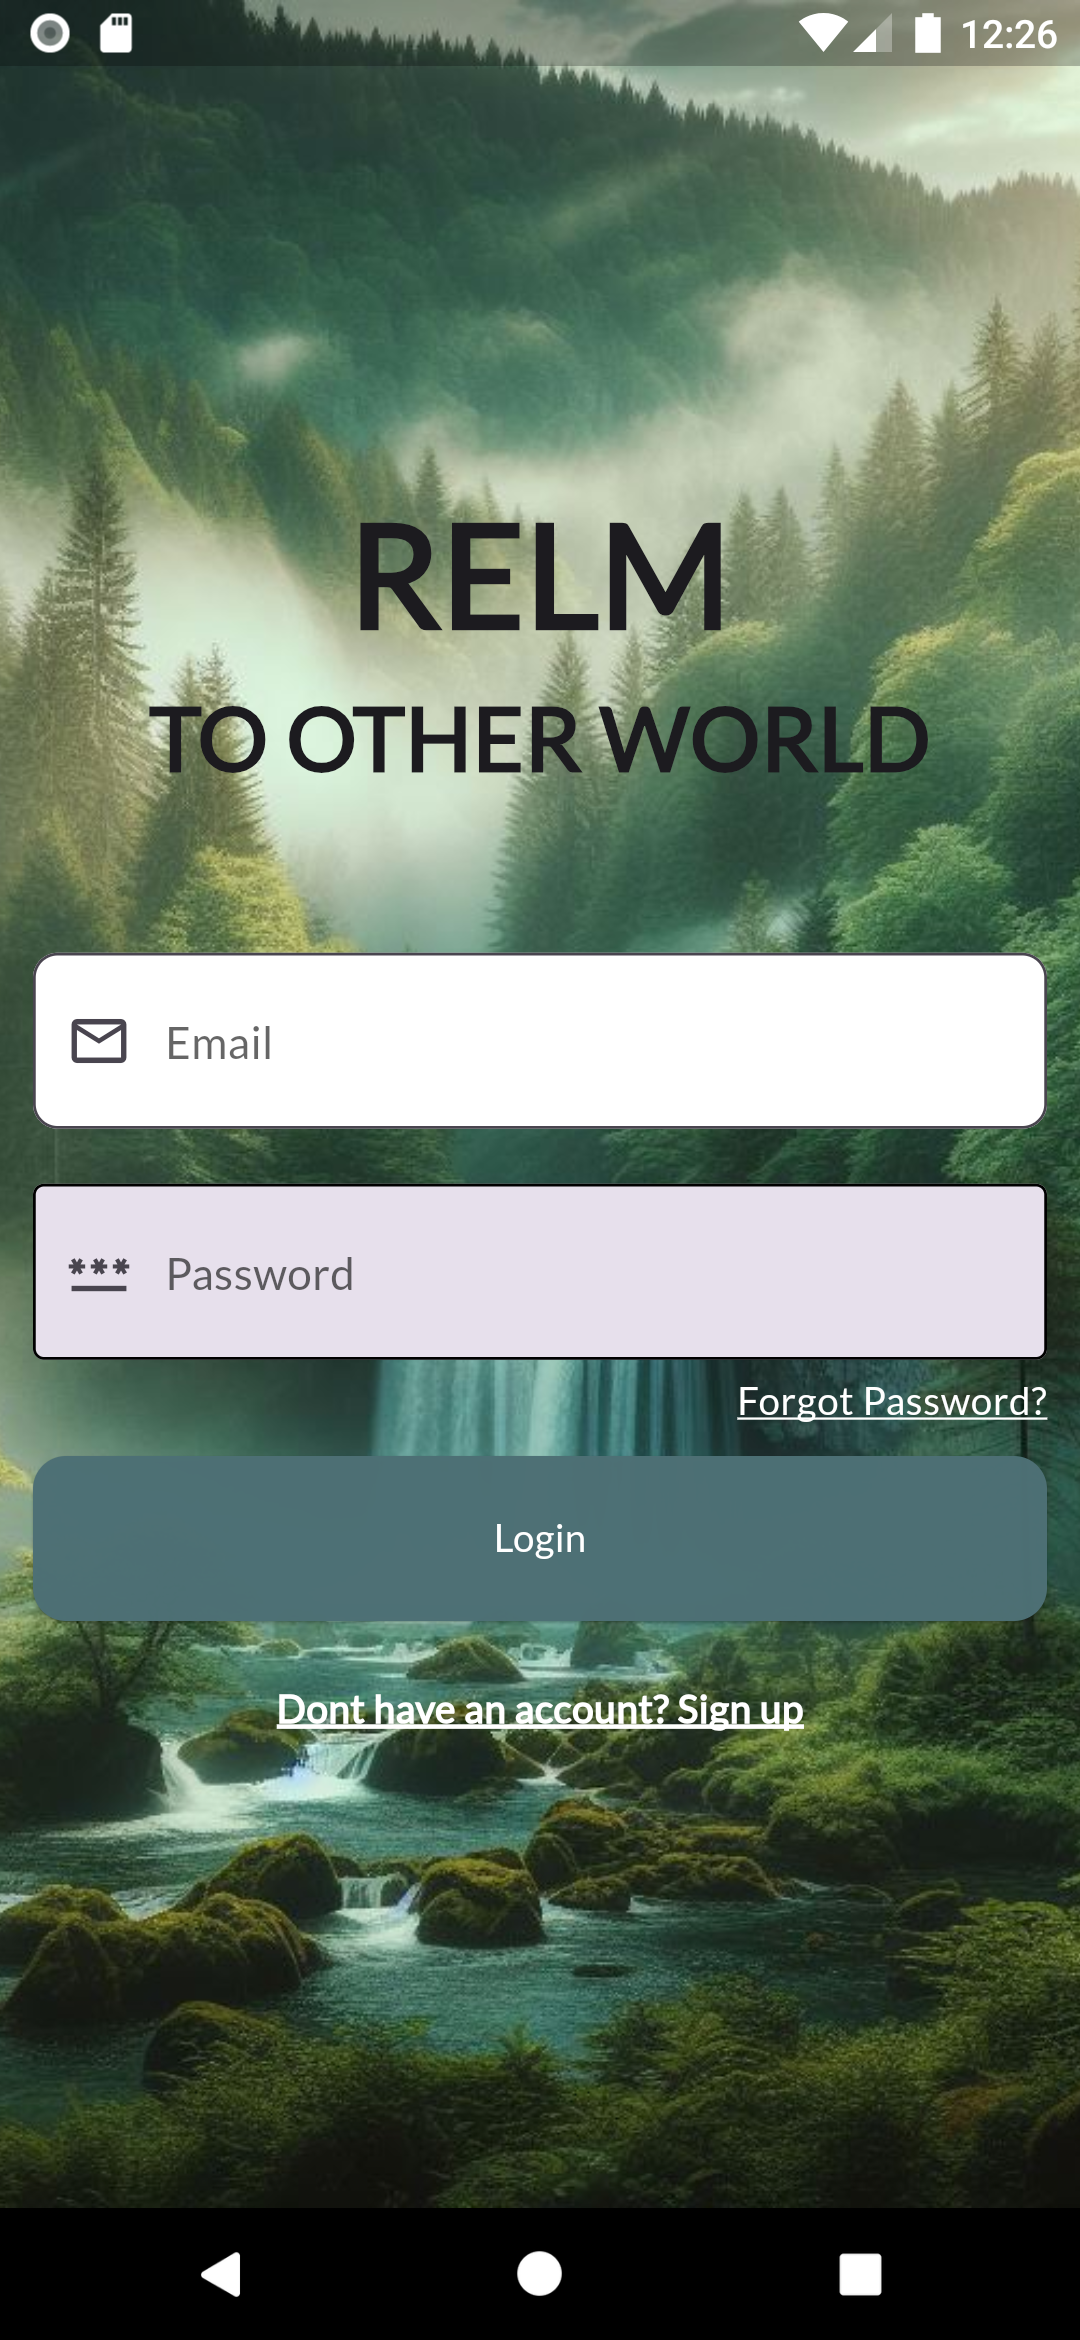 12:26
RELM
TO OTHER WORLD
Email
*** Password
Forgot Password?
Login
Dont have an account? Sign up